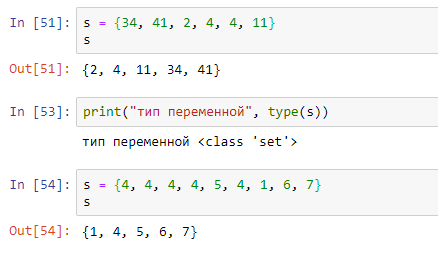 In [51]: s = {34, 41, 2, 4, 4, 11}
s
Out[51]: {2, 4, 11, 34, 41}
In [53]: print("тип переменной", type(s))
тип переменной <class 'set'>
In [54]: s = {4, 4, 4, 4, 5, 4, 1, 6, 7}
s
Out[54]: {1, 4, 5, 6, 7}